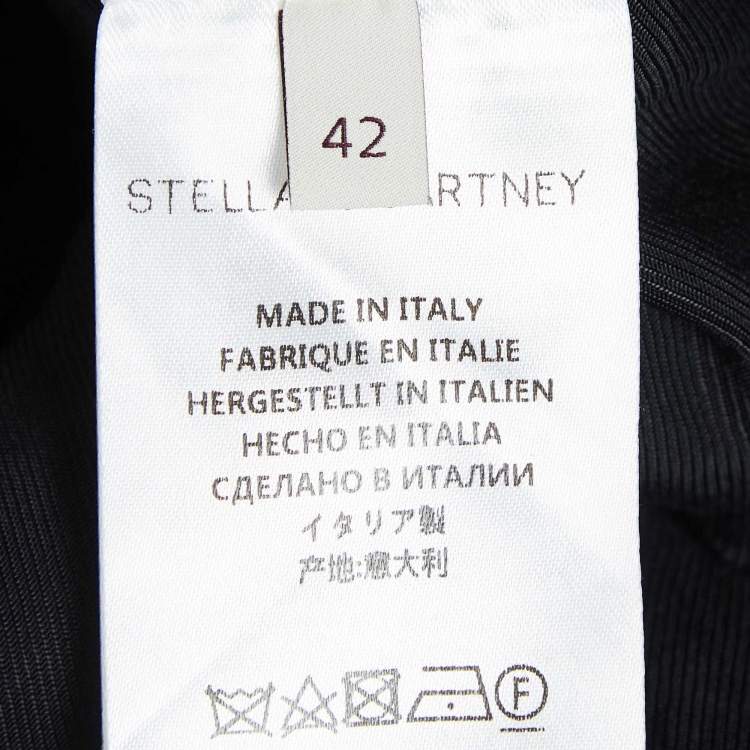 42
STELLA RTNEY
MADE IN ITALY
FABRIQUE EN ITALIE
HERGESTELLT IN ITALIEN
HECHO EN ITALIA
СДЕЛАНО В ИТАЛИИ
イタリア製
产地:意大利
F